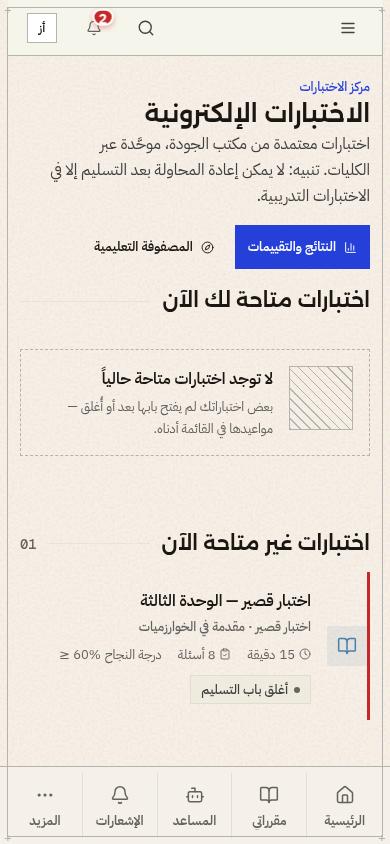 أز
2
مركز الاختبارات
الاختبارات الإلكترونية
اختبارات معتمدة من مكتب الجودة، موحَّدة عبر
الكليات. تنبيه: لا يمكن إعادة المحاولة بعد التسليم إلا في
الاختبارات التدريبية.
النتائج والتقييمات
المصفوفة التعليمية
اختبارات متاحة لك الآن
لا توجد اختبارات متاحة حالياً
بعض اختباراتك لم يفتح بابها بعد أو أُغلق —
مواعيدها في القائمة أدناه.
اختبارات غير متاحة الآن
01
اختبار قصير — الوحدة الثالثة
اختبار قصير · مقدمة في الخوارزميات
15 دقيقة
8 أسئلة
درجة النجاح 60% ≤
أغلق باب التسليم
الرئيسية
مقرراتي
المساعد
الإشعارات
المزيد